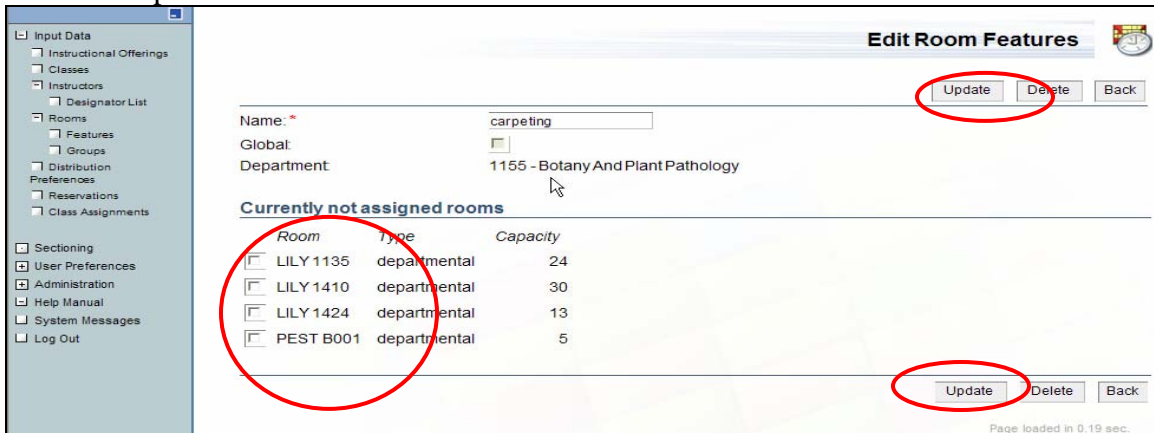 Input Data
Instructional Offerings
Classes
Instructors
Designator List
Rooms
Features
Groups
Distribution
Preferences
Reservations
Class Assignments
Sectioning
User Preferences
Administration
Help Manual
System Messages
Log Out
Edit Room Features
Update Delete Back
Name:* carpeting
Global:
Department: 1155 - Botany And Plant Pathology
Currently not assigned rooms
Room Type Capacity
LILY 1135 departmental 24
LILY 1410 departmental 30
LILY 1424 departmental 13
PEST B001 departmental 5
Update Delete Back
Page loaded in 0.19 sec.